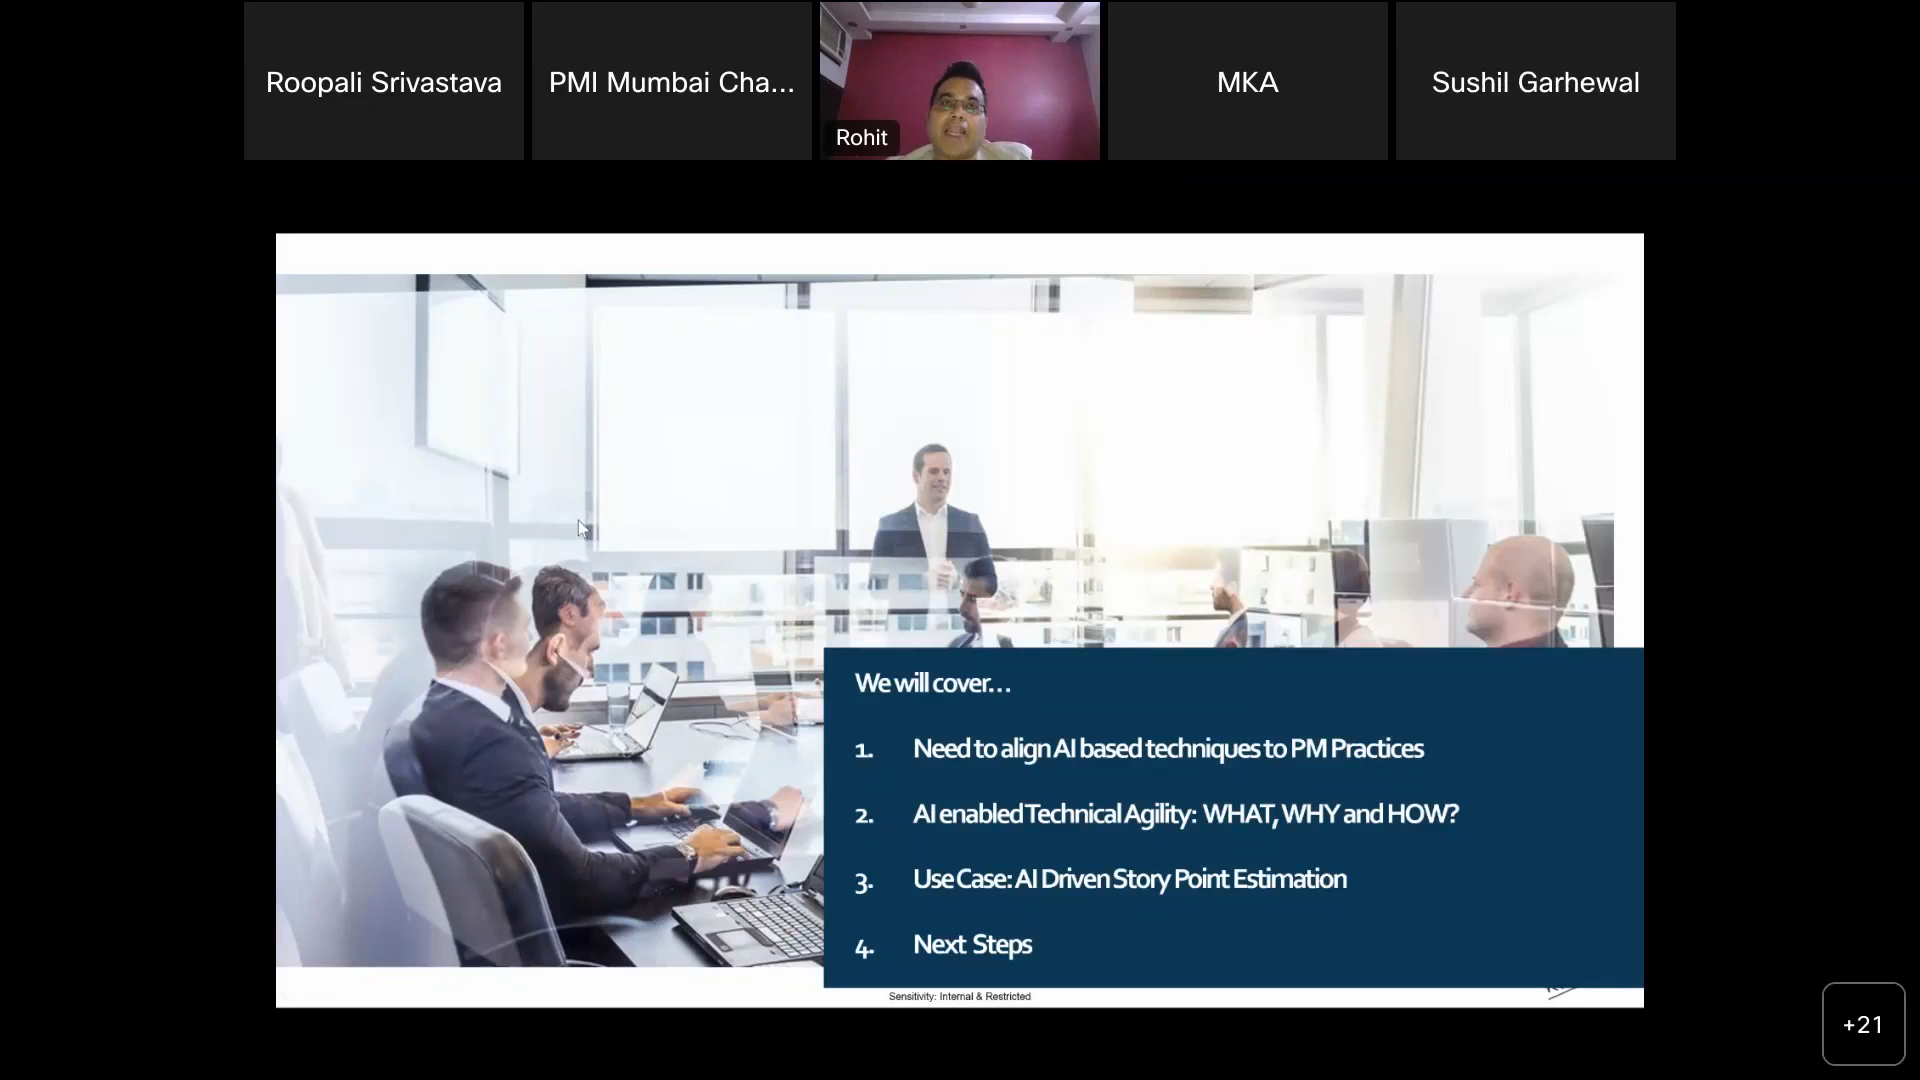 Roopali Srivastava
PMI Mumbai Cha...
Rohit
MKA
Sushil Garhewal
We will cover...
1. Need to align AI based techniques to PM Practices
2. AI enabled Technical Agility: WHAT, WHY and HOW?
3. Use Case: AI Driven Story Point Estimation
4. Next Steps
Sensitivity: Internal & Restricted
+21